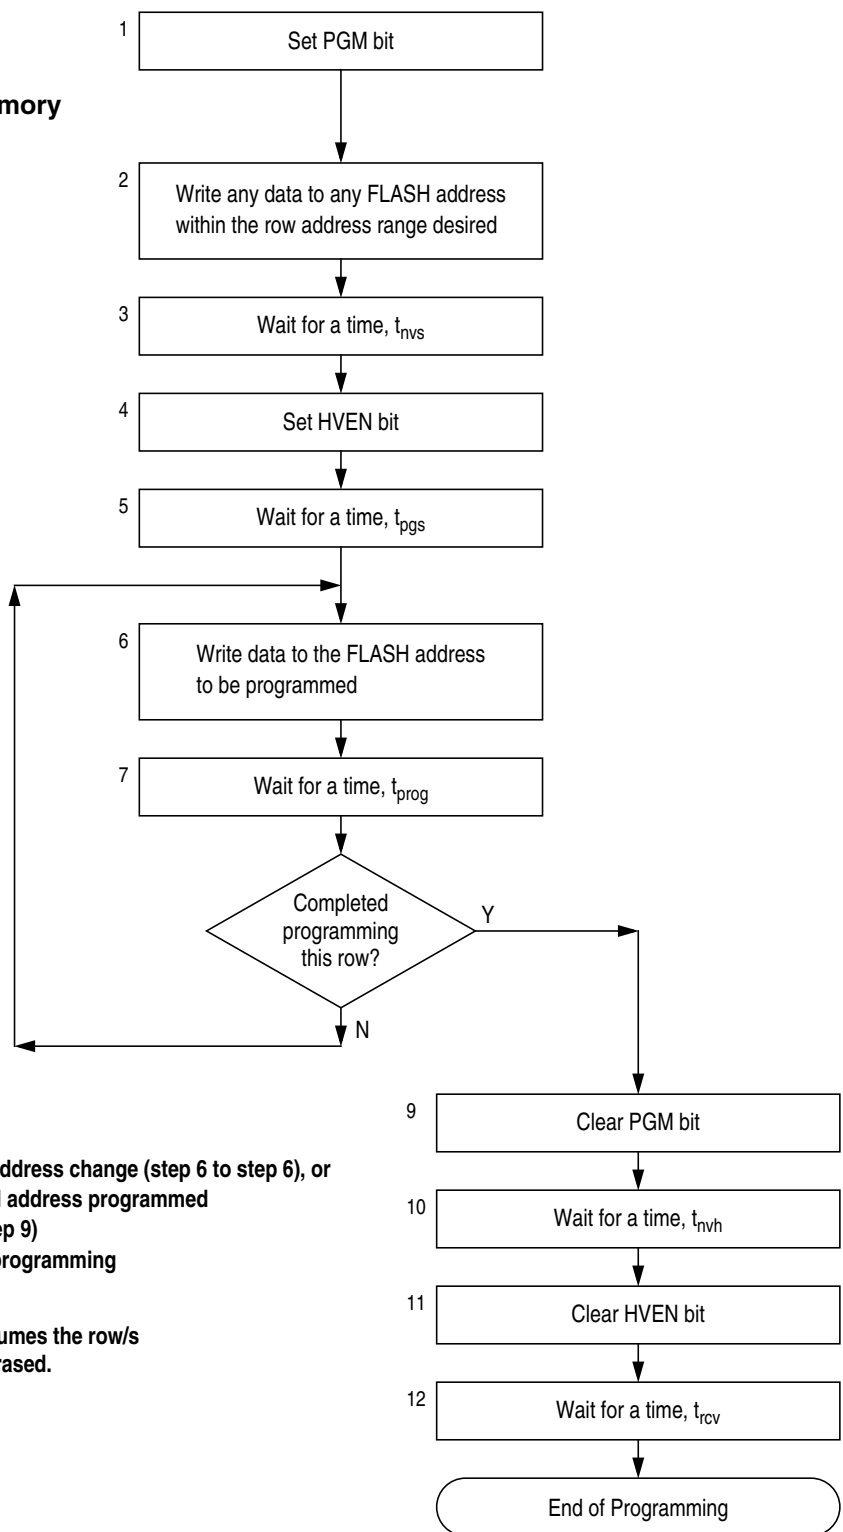 1
Set PGM bit
mory
2
Write any data to any FLASH address
within the row address range desired
3
Wait for a time, tnvs
4
Set HVEN bit
5
Wait for a time, tpgs
6
Write data to the FLASH address
to be programmed
7
Wait for a time, tprog
Completed
programming
this row?
Y
N
9
Clear PGM bit
ddress change (step 6 to step 6), or
address programmed
ep 9)
programming
10
Wait for a time, tnvh
11
Clear HVEN bit
umes the row/s
rased.
12
Wait for a time, trcv
End of Programming